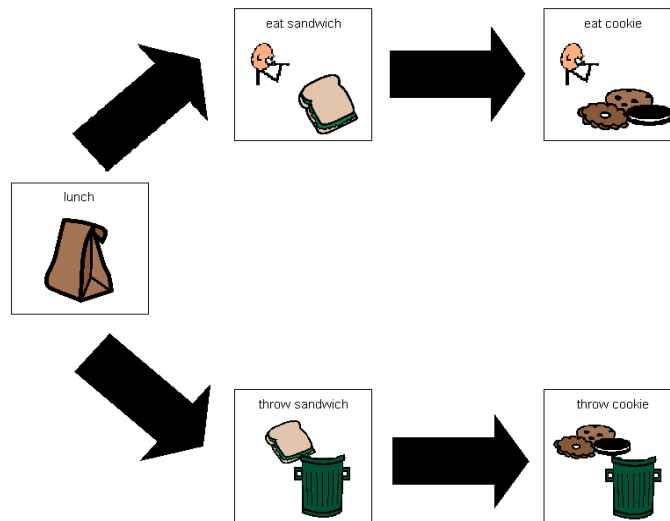 eat sandwich
eat cookie
lunch
throw sandwich
throw cookie